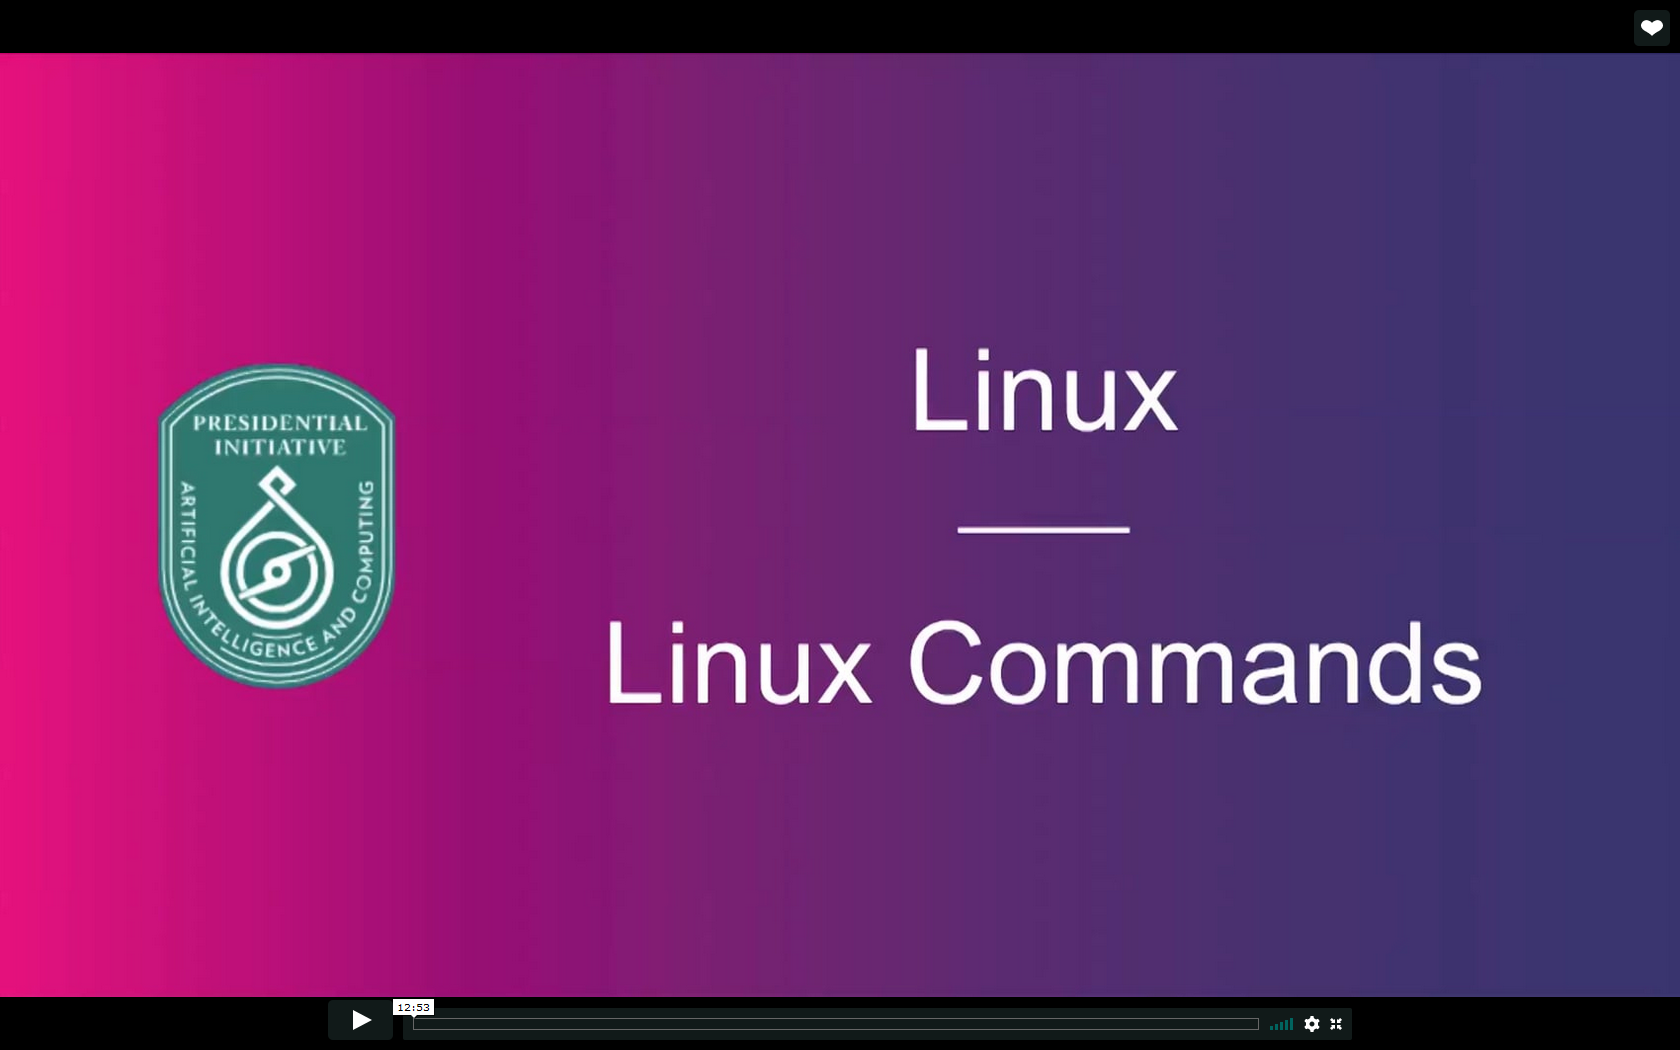 PRESIDENTIAL
INITIATIVE
ARTIFICIAL INTELLIGENCE AND COMPUTING
Linux
Linux Commands
12:53